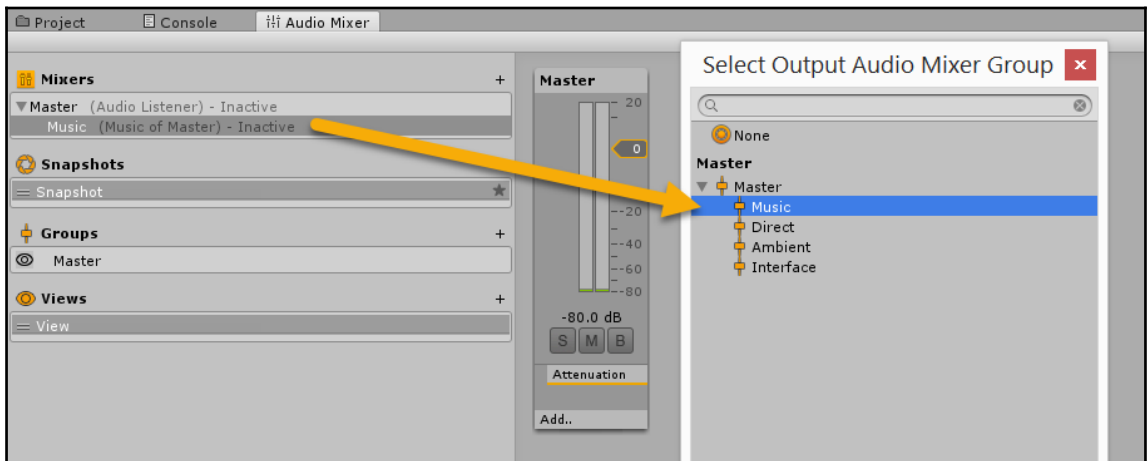 Project Console Audio Mixer
Mixers +
Master (Audio Listener) - Inactive
Music (Music of Master) - Inactive
Snapshots
Snapshot
Groups +
Master
Views +
View
Master
20
0
-20
-40
-60
-80
-80.0 dB
S M B
Attenuation
Add..
Select Output Audio Mixer Group x
None
Master
Master
Music
Direct
Ambient
Interface